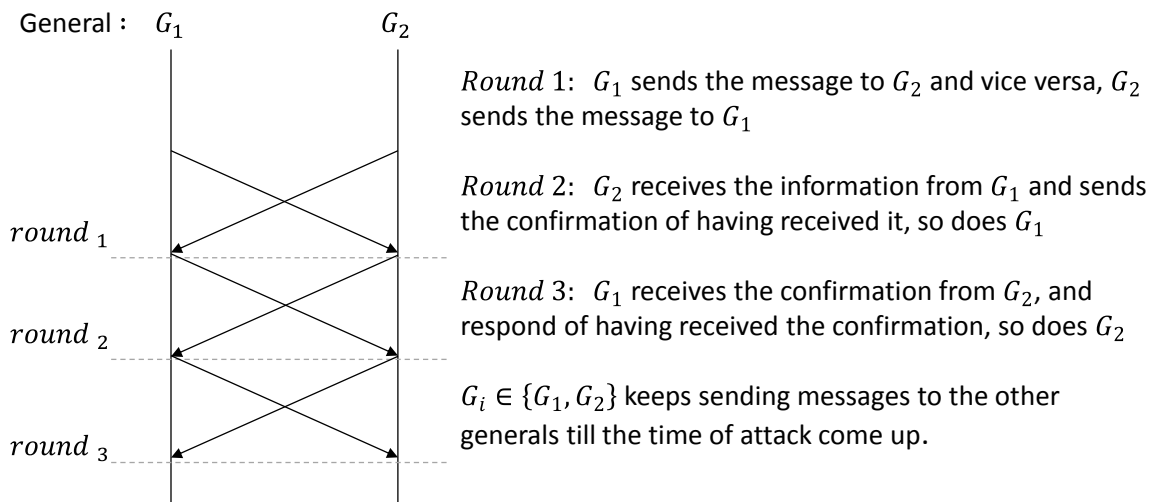 General : G₁ G₂
Round 1: G₁ sends the message to G₂ and vice versa, G₂
sends the message to G₁
Round 2: G₂ receives the information from G₁ and sends
the confirmation of having received it, so does G₁
round ₁
Round 3: G₁ receives the confirmation from G₂, and
respond of having received the confirmation, so does G₂
round ₂
Gᵢ ∈ {G₁, G₂} keeps sending messages to the other
generals till the time of attack come up.
round ₃